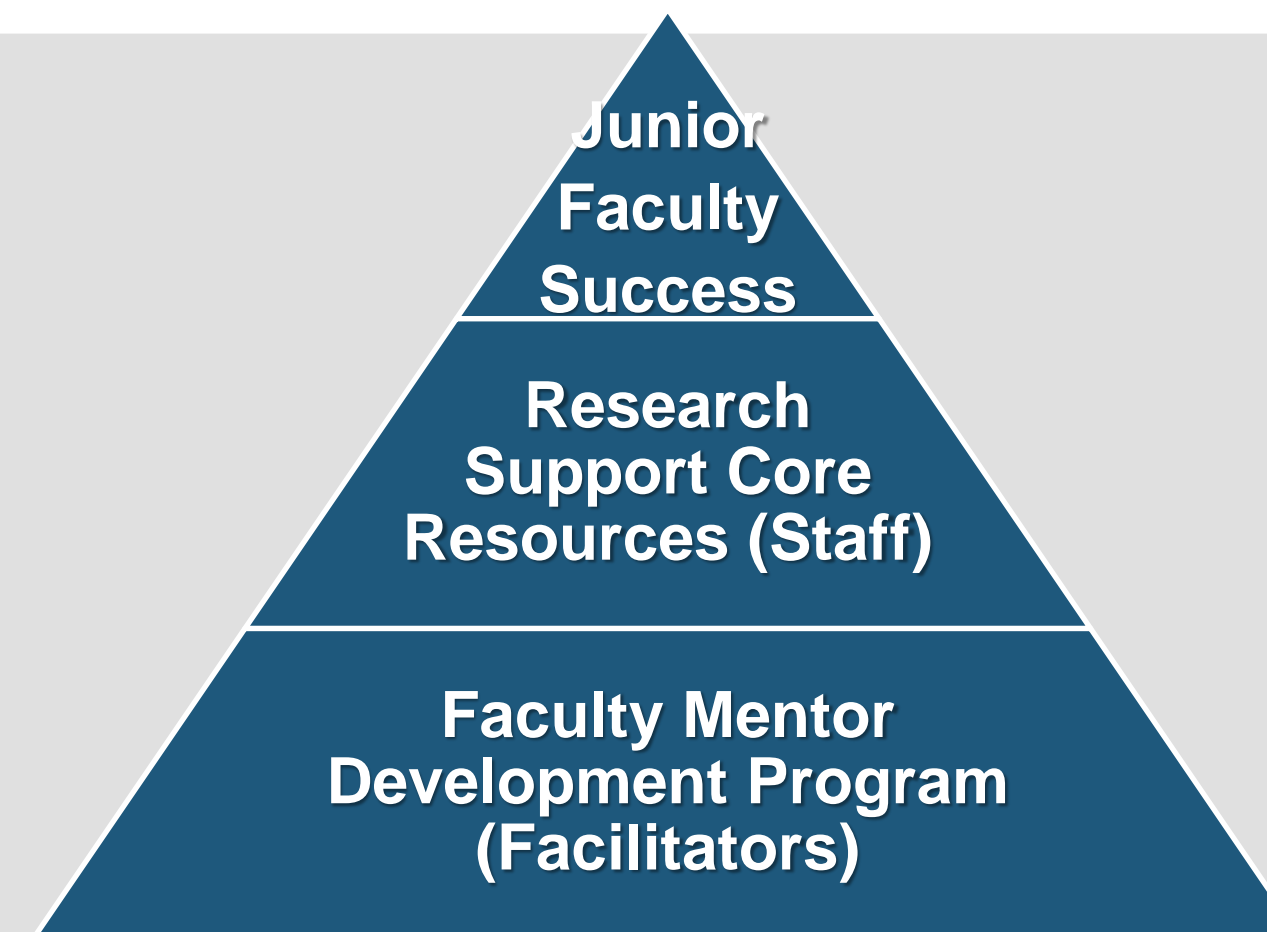 Junior
Faculty
Success
Research
Support Core
Resources (Staff)
Faculty Mentor
Development Program
(Facilitators)